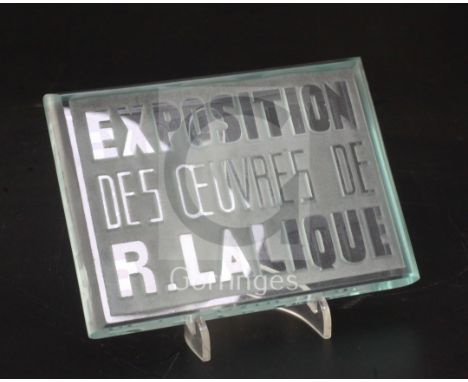 EXPOSITION
DES ŒUVRES DE
R.LALIQUE
Gorringes